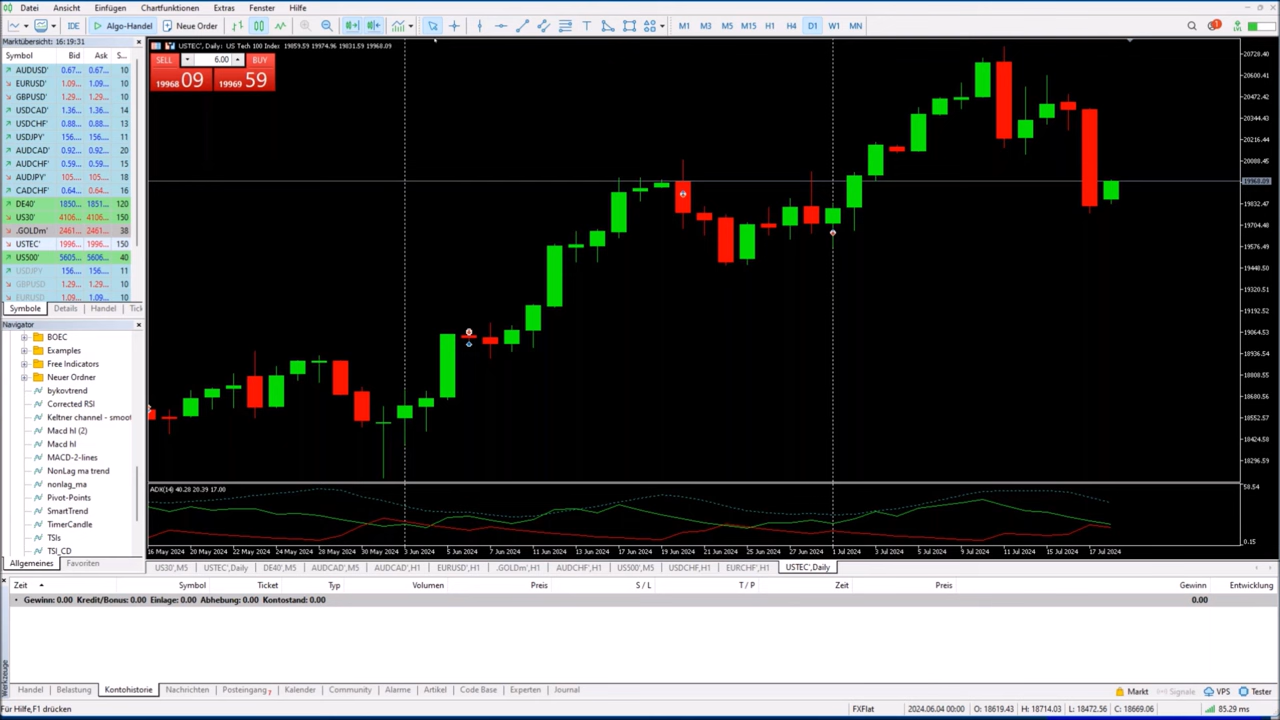 Datei Ansicht Einfügen Chartfunktionen Extras Fenster Hilfe
IDE Algo-Handel Neue Order M1 M3 M5 M15 H1 H4 D1 W1 MN
Marktübersicht: 16:19:31
Symbol Bid Ask S...
AUDUSD' 0.67... 0.67... 10
EURUSD' 1.09... 1.09... 10
GBPUSD' 1.29... 1.29... 10
USDCAD' 1.36... 1.36... 14
USDCHF' 0.88... 0.88... 13
USDJPY' 156.... 156.... 11
AUDCAD' 0.92... 0.92... 20
AUDCHF' 0.59... 0.59... 15
AUDJPY' 105.... 105.... 18
CADCHF' 0.64... 0.64... 16
DE40' 1850... 1851... 120
US30' 4106... 4106... 150
.GOLDm' 2461... 2461... 38
USTEC' 1996... 1996... 150
US500' 5605... 5606... 40
USDJPY 156.... 156.... 11
GBPUSD 1.29... 1.29... 10
EURUSD 1.09... 1.09... 10
Symbole Details Handel Tick
Navigator
BOEC
Examples
Free Indicators
Neuer Ordner
bykovtrend
Corrected RSI
Keltner channel - smoot
Macd hl (2)
Macd hl
MACD-2-lines
NonLag ma trend
nonlag_ma
Pivot-Points
SmartTrend
TimerCandle
TSIs
TSI_CD
Allgemeines Favoriten
USTEC', Daily: US Tech 100 Index 19859.59 19974.96 19831.59 19968.09
SELL 6.00 BUY
19968 09 19969 59
20728.40
20600.41
20472.42
20344.43
20216.44
20088.45
19968.09
19832.47
19704.48
19576.49
19448.50
19320.51
19192.52
19064.53
18936.54
18808.55
18680.56
18552.57
18424.58
18296.59
ADX(14) 40.28 20.39 17.00
58.54
0.15
16 May 2024 20 May 2024 22 May 2024 24 May 2024 28 May 2024 30 May 2024 3 Jun 2024 5 Jun 2024 7 Jun 2024 11 Jun 2024 13 Jun 2024 17 Jun 2024 19 Jun 2024 21 Jun 2024 25 Jun 2024 27 Jun 2024 1 Jul 2024 3 Jul 2024 5 Jul 2024 9 Jul 2024 11 Jul 2024 15 Jul 2024 17 Jul 2024
US30',M5 USTEC',Daily DE40',M5 AUDCAD',M5 AUDCAD',H1 EURUSD',H1 .GOLDm',H1 AUDCHF',H1 US500',M5 USDCHF',H1 EURCHF',H1 USTEC',Daily
Zeit Symbol Ticket Typ Volumen Preis S / L T / P Zeit Preis Gewinn Entwicklung
Gewinn: 0.00 Kredit/Bonus: 0.00 Einlage: 0.00 Abhebung: 0.00 Kontostand: 0.00 0.00
Werkzeuge
Handel Belastung Kontohistorie Nachrichten Posteingang 7 Kalender Community Alarme Artikel Code Base Experten Journal
Markt Signale VPS Tester
Für Hilfe,F1 drücken FXFlat 2024.06.04 00:00 O: 18619.43 H: 18714.03 L: 18472.56 C: 18669.06 85.29 ms